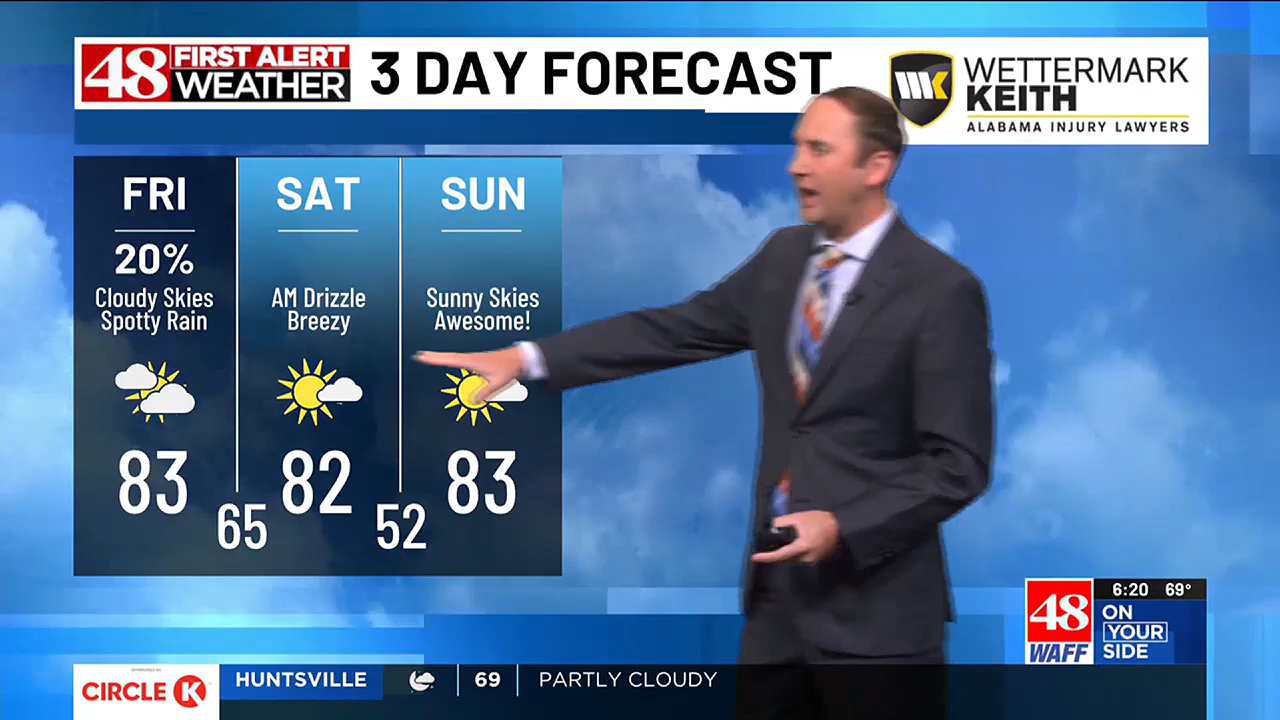 48 FIRST ALERT WEATHER
3 DAY FORECAST
WETTERMARK
KEITH
ALABAMA INJURY LAWYERS
FRI
20%
Cloudy Skies
Spotty Rain
83
65
SAT
AM Drizzle
Breezy
82
52
SUN
Sunny Skies
Awesome!
83
6:20 69°
48
WAFF
ON
YOUR
SIDE
CIRCLE K
HUNTSVILLE
69
PARTLY CLOUDY